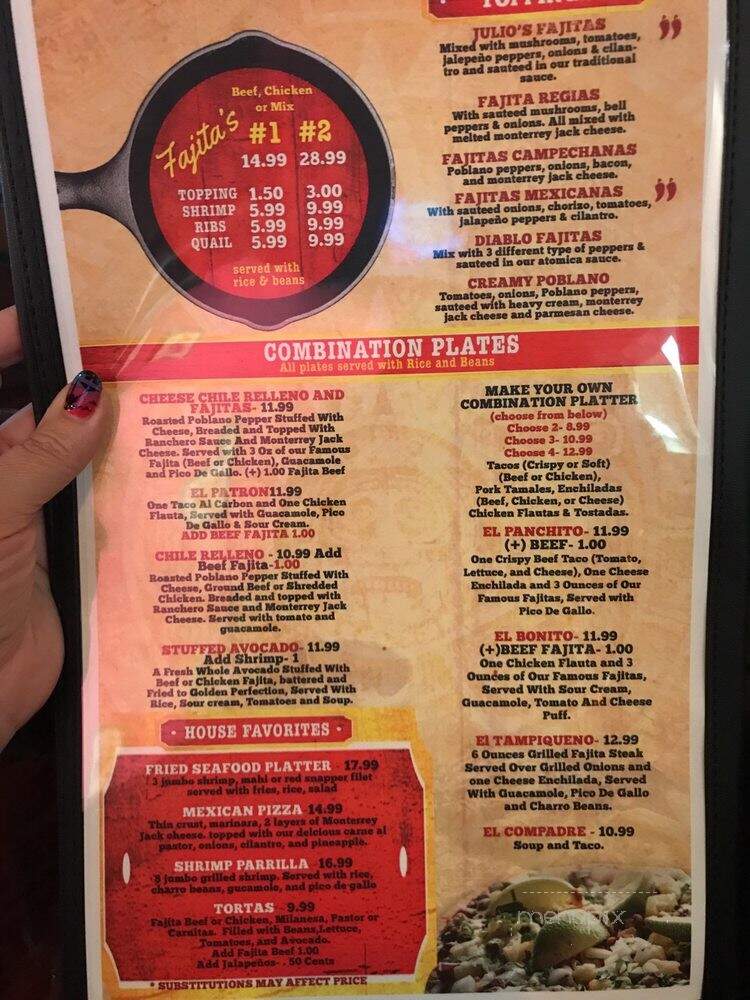 Fajita's
Beef, Chicken
or Mix
#1 #2
14.99 28.99
TOPPING 1.50 3.00
SHRIMP 5.99 9.99
RIBS 5.99 9.99
QUAIL 5.99 9.99
served with
rice & beans
JULIO'S FAJITAS
Mixed with mushrooms, tomatoes,
jalepeño peppers, onions & cilan-
tro and sauteed in our traditional
sauce.
FAJITA REGIAS
With sauteed mushrooms, bell
peppers & onions. All mixed with
melted monterrey jack cheese.
FAJITAS CAMPECHANAS
Poblano peppers, onions, bacon,
and monterrey jack cheese.
FAJITAS MEXICANAS
With sauteed onions, chorizo, tomatoes,
jalapeño peppers & cilantro.
DIABLO FAJITAS
Mix with 3 different type of peppers &
sauteed in our atomica sauce.
CREAMY POBLANO
Tomatoes, onions, Poblano peppers,
sauteed with heavy cream, monterrey
jack cheese and parmesan cheese.
COMBINATION PLATES
All plates served with Rice and Beans
CHEESE CHILE RELLENO AND
FAJITAS- 11.99
Roasted Poblano Pepper Stuffed With
Cheese, Breaded and Topped With
Ranchero Sauce And Monterrey Jack
Cheese. Served with 3 Oz of our Famous
Fajita (Beef or Chicken), Guacamole
and Pico De Gallo. (+) 1.00 Fajita Beef
EL PATRON11.99
One Taco Al Carbon and One Chicken
Flauta, Served with Guacamole, Pico
De Gallo & Sour Cream.
ADD BEEF FAJITA 1.00
CHILE RELLENO - 10.99 Add
Beef Fajita-1.00
Roasted Poblano Pepper Stuffed With
Cheese, Ground Beef or Shredded
Chicken. Breaded and topped with
Ranchero Sauce and Monterrey Jack
Cheese. Served with tomato and
guacamole.
STUFFED AVOCADO- 11.99
Add Shrimp- 1
A Fresh Whole Avocado Stuffed With
Beef or Chicken Fajita, battered and
Fried to Golden Perfection, Served With
Rice, Sour cream, Tomatoes and Soup.
HOUSE FAVORITES
FRIED SEAFOOD PLATTER - 17.99
3 jumbo shrimp, mahi or red snapper filet
served with fries, rice, salad
MEXICAN PIZZA 14.99
Thin crust, marinara, 2 layers of Monterrey
Jack cheese. topped with our delcious carne al
pastor, onions, cilantro, and pineapple.
SHRIMP PARRILLA 16.99
8 jumbo grilled shrimp. Served with rice,
charro beans, gucamole, and pico de gallo
TORTAS - 9.99
Fajita Beef or Chicken, Milanesa, Pastor or
Carnitas. Filled with Beans,Lettuce,
Tomatoes, and Avocado.
Add Fajita Beef 1.00
Add Jalapeños- . 50 Cents
* SUBSTITUTIONS MAY AFFECT PRICE
MAKE YOUR OWN
COMBINATION PLATTER
(choose from below)
Choose 2- 8.99
Choose 3- 10.99
Choose 4- 12.99
Tacos (Crispy or Soft)
(Beef or Chicken),
Pork Tamales, Enchiladas
(Beef, Chicken, or Cheese)
Chicken Flautas & Tostadas.
EL PANCHITO- 11.99
(+) BEEF- 1.00
One Crispy Beef Taco (Tomato,
Lettuce, and Cheese), One Cheese
Enchilada and 3 Ounces of Our
Famous Fajitas, Served with
Pico De Gallo.
EL BONITO- 11.99
(+)BEEF FAJITA- 1.00
One Chicken Flauta and 3
Ounces of Our Famous Fajitas,
Served With Sour Cream,
Guacamole, Tomato And Cheese
Puff.
El TAMPIQUENO- 12.99
6 Ounces Grilled Fajita Steak
Served Over Grilled Onions and
one Cheese Enchilada, Served
With Guacamole, Pico De Gallo
and Charro Beans.
EL COMPADRE - 10.99
Soup and Taco.
menupix